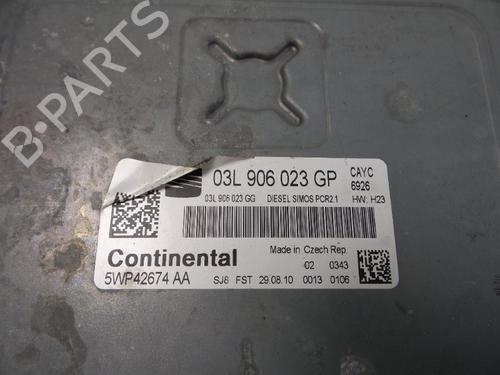 B-PARTS
03L 906 023 GP
CAYC
6926
03L 906 023 GG DIESEL SIMOS PCR2.1 HW: H23
Continental
Made in Czech Rep.
02 0343
5WP42674 AA SJ8 FST 29.08.10 0013 0106